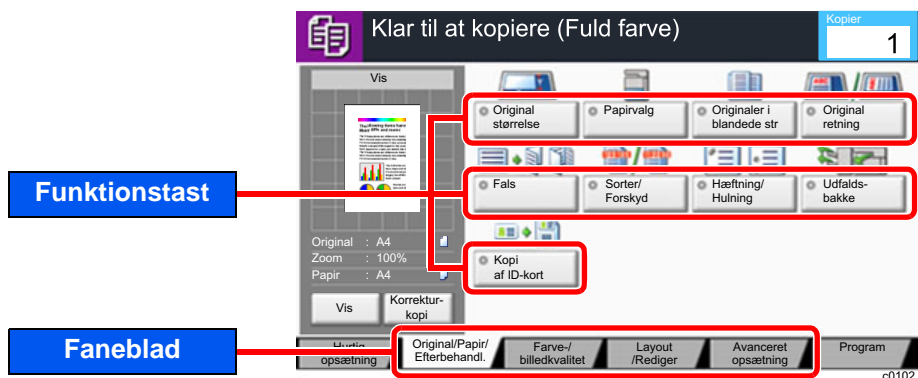 Klar til at kopiere (Fuld farve)
Kopier
1
Vis
Original størrelse
Papirvalg
Originaler i blandede str
Original retning
Funktionstast
Fals
Sorter/ Forskyd
Hæftning/ Hulning
Udfalds- bakke
Original : A4
Zoom : 100%
Papir : A4
Kopi af ID-kort
Vis
Korrektur- kopi
Faneblad
Hurtig opsætning
Original/Papir/ Efterbehandl.
Farve-/ billedkvalitet
Layout /Rediger
Avanceret opsætning
Program
c0102